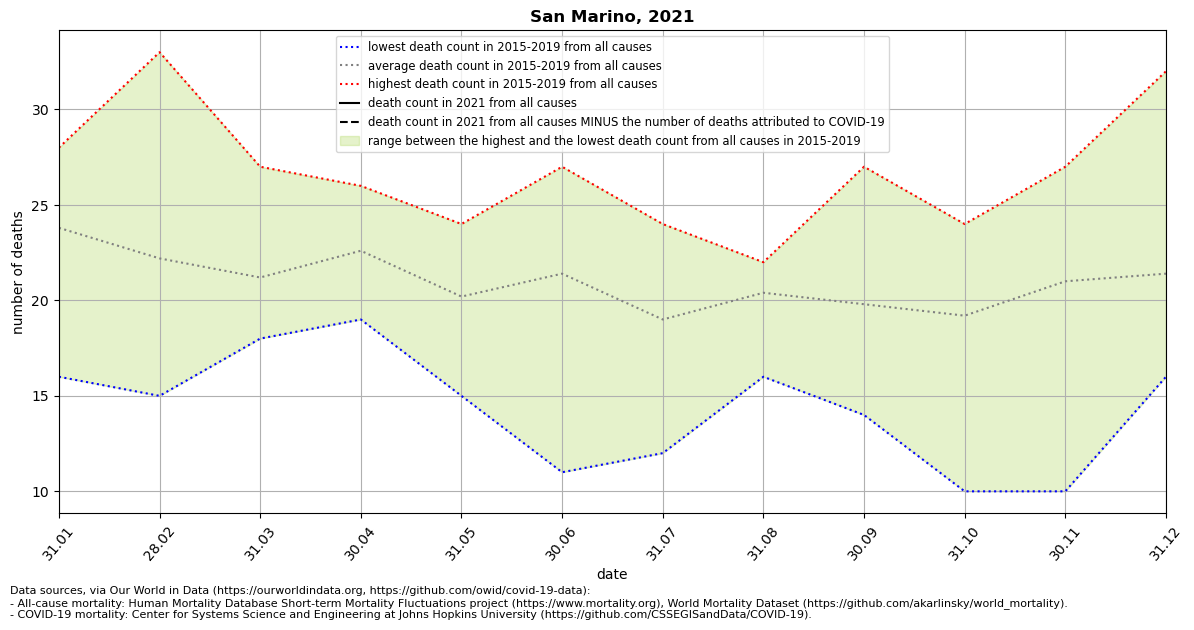 San Marino, 2021
lowest death count in 2015-2019 from all causes
average death count in 2015-2019 from all causes
highest death count in 2015-2019 from all causes
death count in 2021 from all causes
death count in 2021 from all causes MINUS the number of deaths attributed to COVID-19
range between the highest and the lowest death count from all causes in 2015-2019
number of deaths
30
25
20
15
10
31.01
28.02
31.03
30.04
31.05
30.06
31.07
31.08
30.09
31.10
30.11
31.12
date
Data sources, via Our World in Data (https://ourworldindata.org, https://github.com/owid/covid-19-data):
- All-cause mortality: Human Mortality Database Short-term Mortality Fluctuations project (https://www.mortality.org), World Mortality Dataset (https://github.com/akarlinsky/world_mortality).
- COVID-19 mortality: Center for Systems Science and Engineering at Johns Hopkins University (https://github.com/CSSEGISandData/COVID-19).